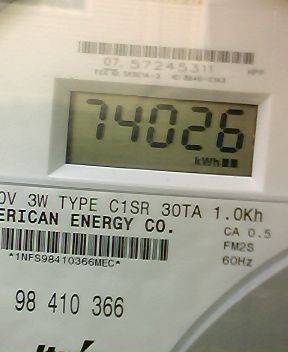 07 57245311
74026
kWh
0V 3W TYPE C1SR 30TA 1.0Kh
ERICAN ENERGY CO.
CA 0.5
FM2S
*1NFS98410366MEC*
60Hz
98 410 366